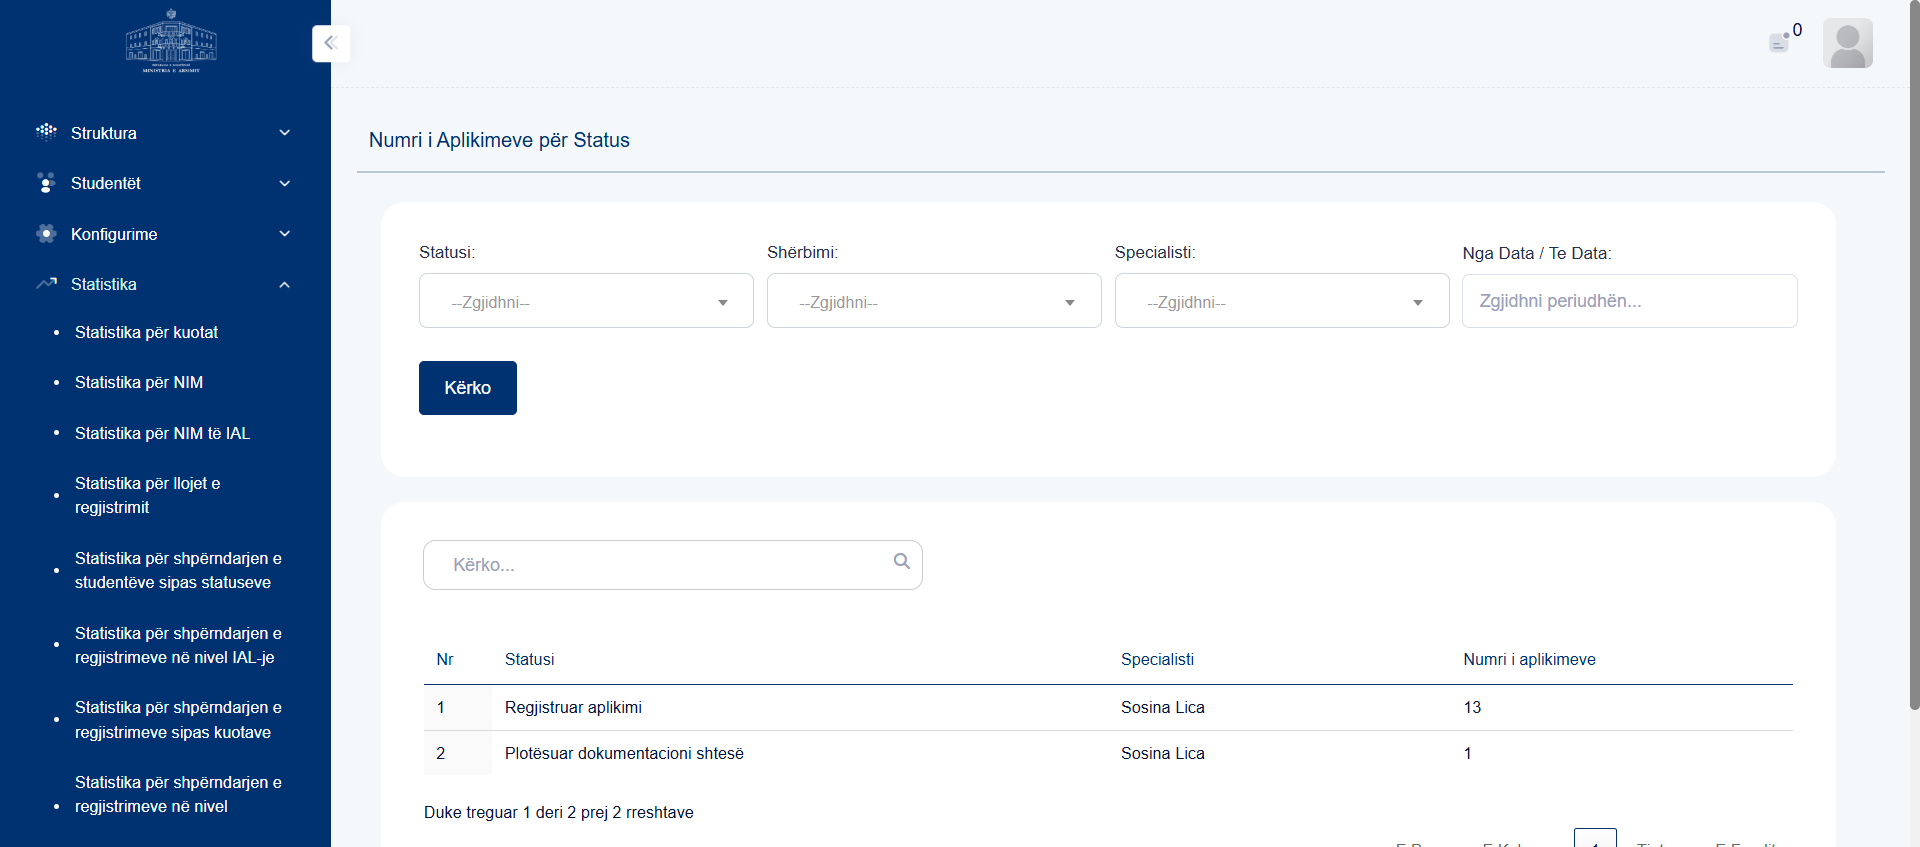 MINISTRIA E ARSIMIT
0
Struktura
Studentët
Konfigurime
Statistika
Statistika për kuotat
Statistika për NIM
Statistika për NIM të IAL
Statistika për llojet e
regjistrimit
Statistika për shpërndarjen e
studentëve sipas statuseve
Statistika për shpërndarjen e
regjistrimeve në nivel IAL-je
Statistika për shpërndarjen e
regjistrimeve sipas kuotave
Statistika për shpërndarjen e
regjistrimeve në nivel
Numri i Aplikimeve për Status
Statusi: Shërbimi: Specialisti: Nga Data / Te Data:
--Zgjidhni-- --Zgjidhni-- --Zgjidhni-- Zgjidhni periudhën...
Kërko
Kërko...
Nr Statusi Specialisti Numri i aplikimeve
1 Regjistruar aplikimi Sosina Lica 13
2 Plotësuar dokumentacioni shtesë Sosina Lica 1
Duke treguar 1 deri 2 prej 2 rreshtave